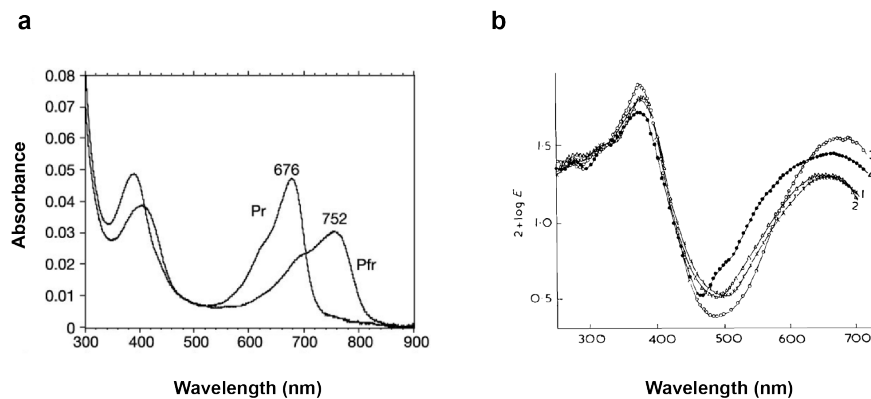 a
Absorbance
0.08
0.07
0.06
0.05
0.04
0.03
0.02
0.01
0
Pr
676
752
Pfr
300 400 500 600 700 800 900
Wavelength (nm)
b
2+log E
1·5
1·0
0·5
1
2
300 400 500 600 700
Wavelength (nm)